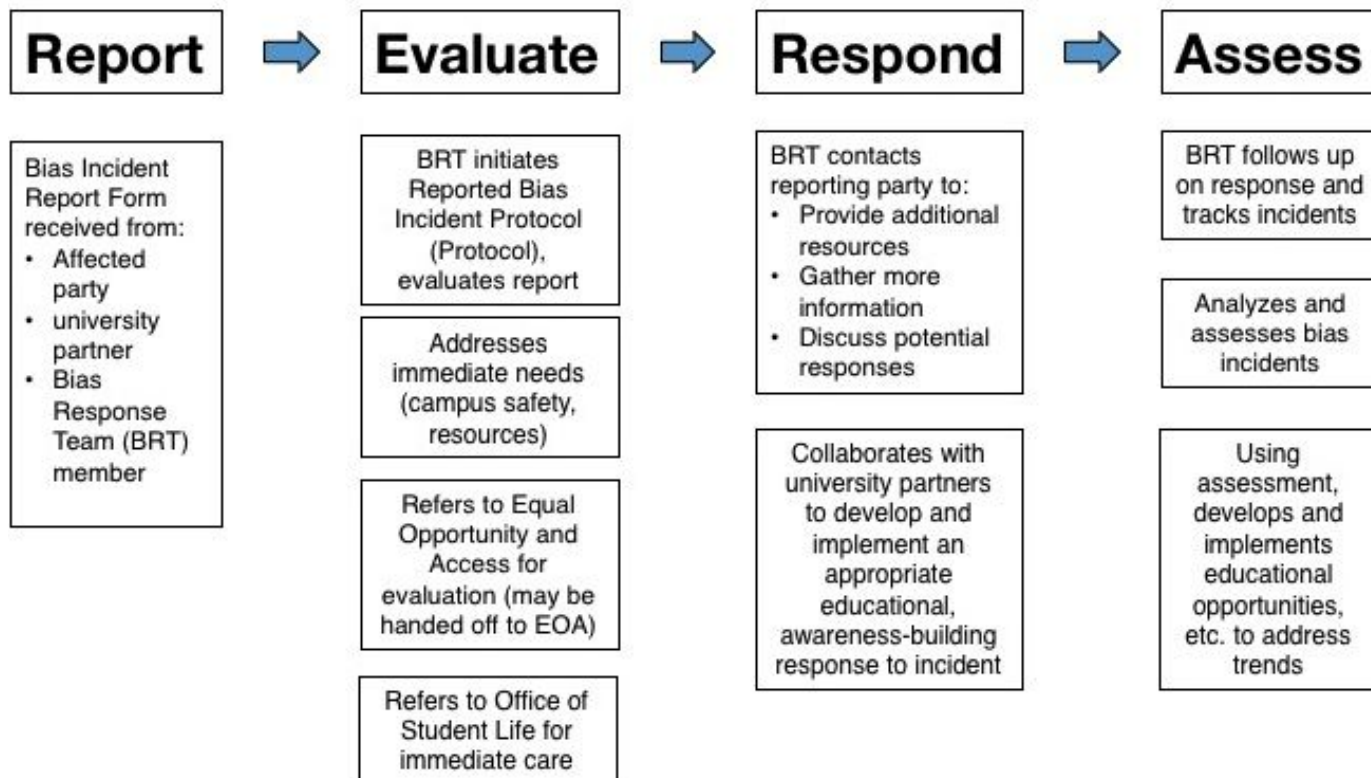 Report
Evaluate
Respond
Assess
Bias Incident
Report Form
received from:
• Affected
party
• university
partner
• Bias
Response
Team (BRT)
member
BRT initiates
Reported Bias
Incident Protocol
(Protocol),
evaluates report
Addresses
immediate needs
(campus safety,
resources)
Refers to Equal
Opportunity and
Access for
evaluation (may be
handed off to EOA)
Refers to Office of
Student Life for
immediate care
BRT contacts
reporting party to:
• Provide additional
resources
• Gather more
information
• Discuss potential
responses
Collaborates with
university partners
to develop and
implement an
appropriate
educational,
awareness-building
response to incident
BRT follows up
on response and
tracks incidents
Analyzes and
assesses bias
incidents
Using
assessment,
develops and
implements
educational
opportunities,
etc. to address
trends